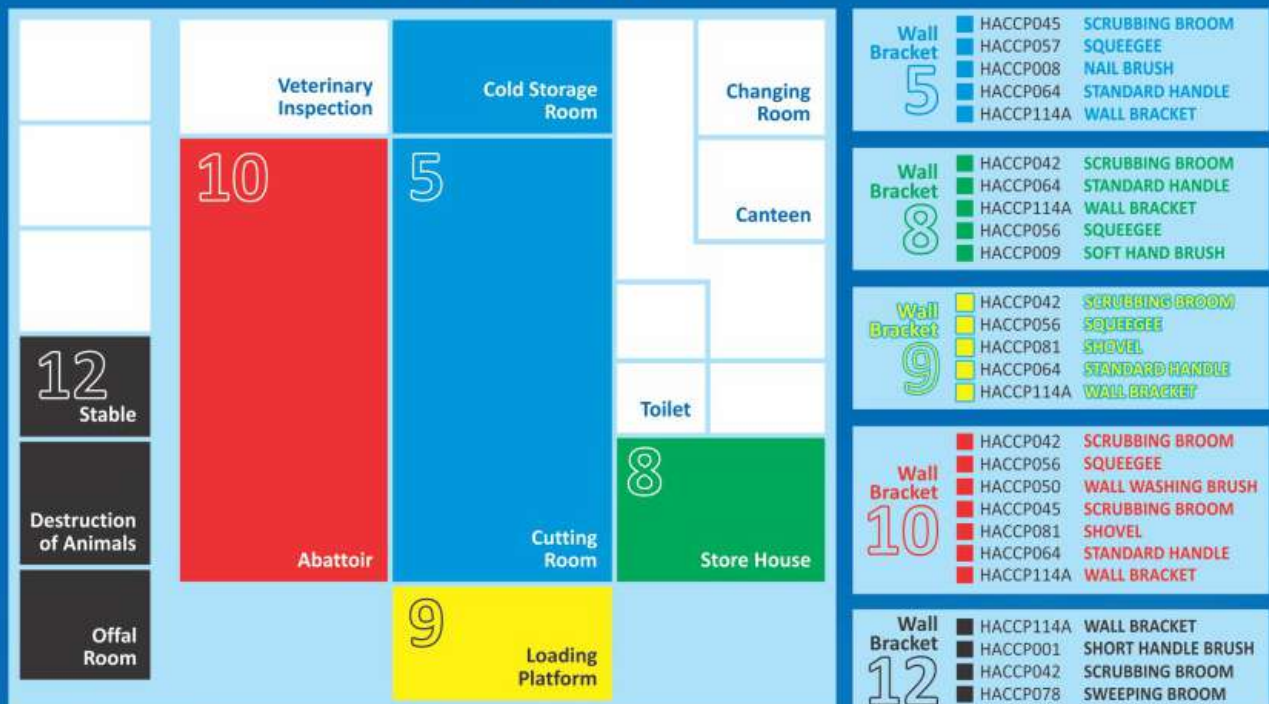 Veterinary
Inspection
Cold Storage
Room
Changing
Room
10
5
Canteen
12
Stable
Toilet
8
Destruction
of Animals
Abattoir
Cutting
Room
Store House
9
Offal
Room
Loading
Platform
Wall
Bracket
5
HACCP045 SCRUBBING BROOM
HACCP057 SQUEEGEE
HACCP008 NAIL BRUSH
HACCP064 STANDARD HANDLE
HACCP114A WALL BRACKET
Wall
Bracket
8
HACCP042 SCRUBBING BROOM
HACCP064 STANDARD HANDLE
HACCP114A WALL BRACKET
HACCP056 SQUEEGEE
HACCP009 SOFT HAND BRUSH
Wall
Bracket
9
HACCP042 SCRUBBING BROOM
HACCP056 SQUEEGEE
HACCP081 SHOVEL
HACCP064 STANDARD HANDLE
HACCP114A WALL BRACKET
Wall
Bracket
10
HACCP042 SCRUBBING BROOM
HACCP056 SQUEEGEE
HACCP050 WALL WASHING BRUSH
HACCP045 SCRUBBING BROOM
HACCP081 SHOVEL
HACCP064 STANDARD HANDLE
HACCP114A WALL BRACKET
Wall
Bracket
12
HACCP114A WALL BRACKET
HACCP001 SHORT HANDLE BRUSH
HACCP042 SCRUBBING BROOM
HACCP078 SWEEPING BROOM